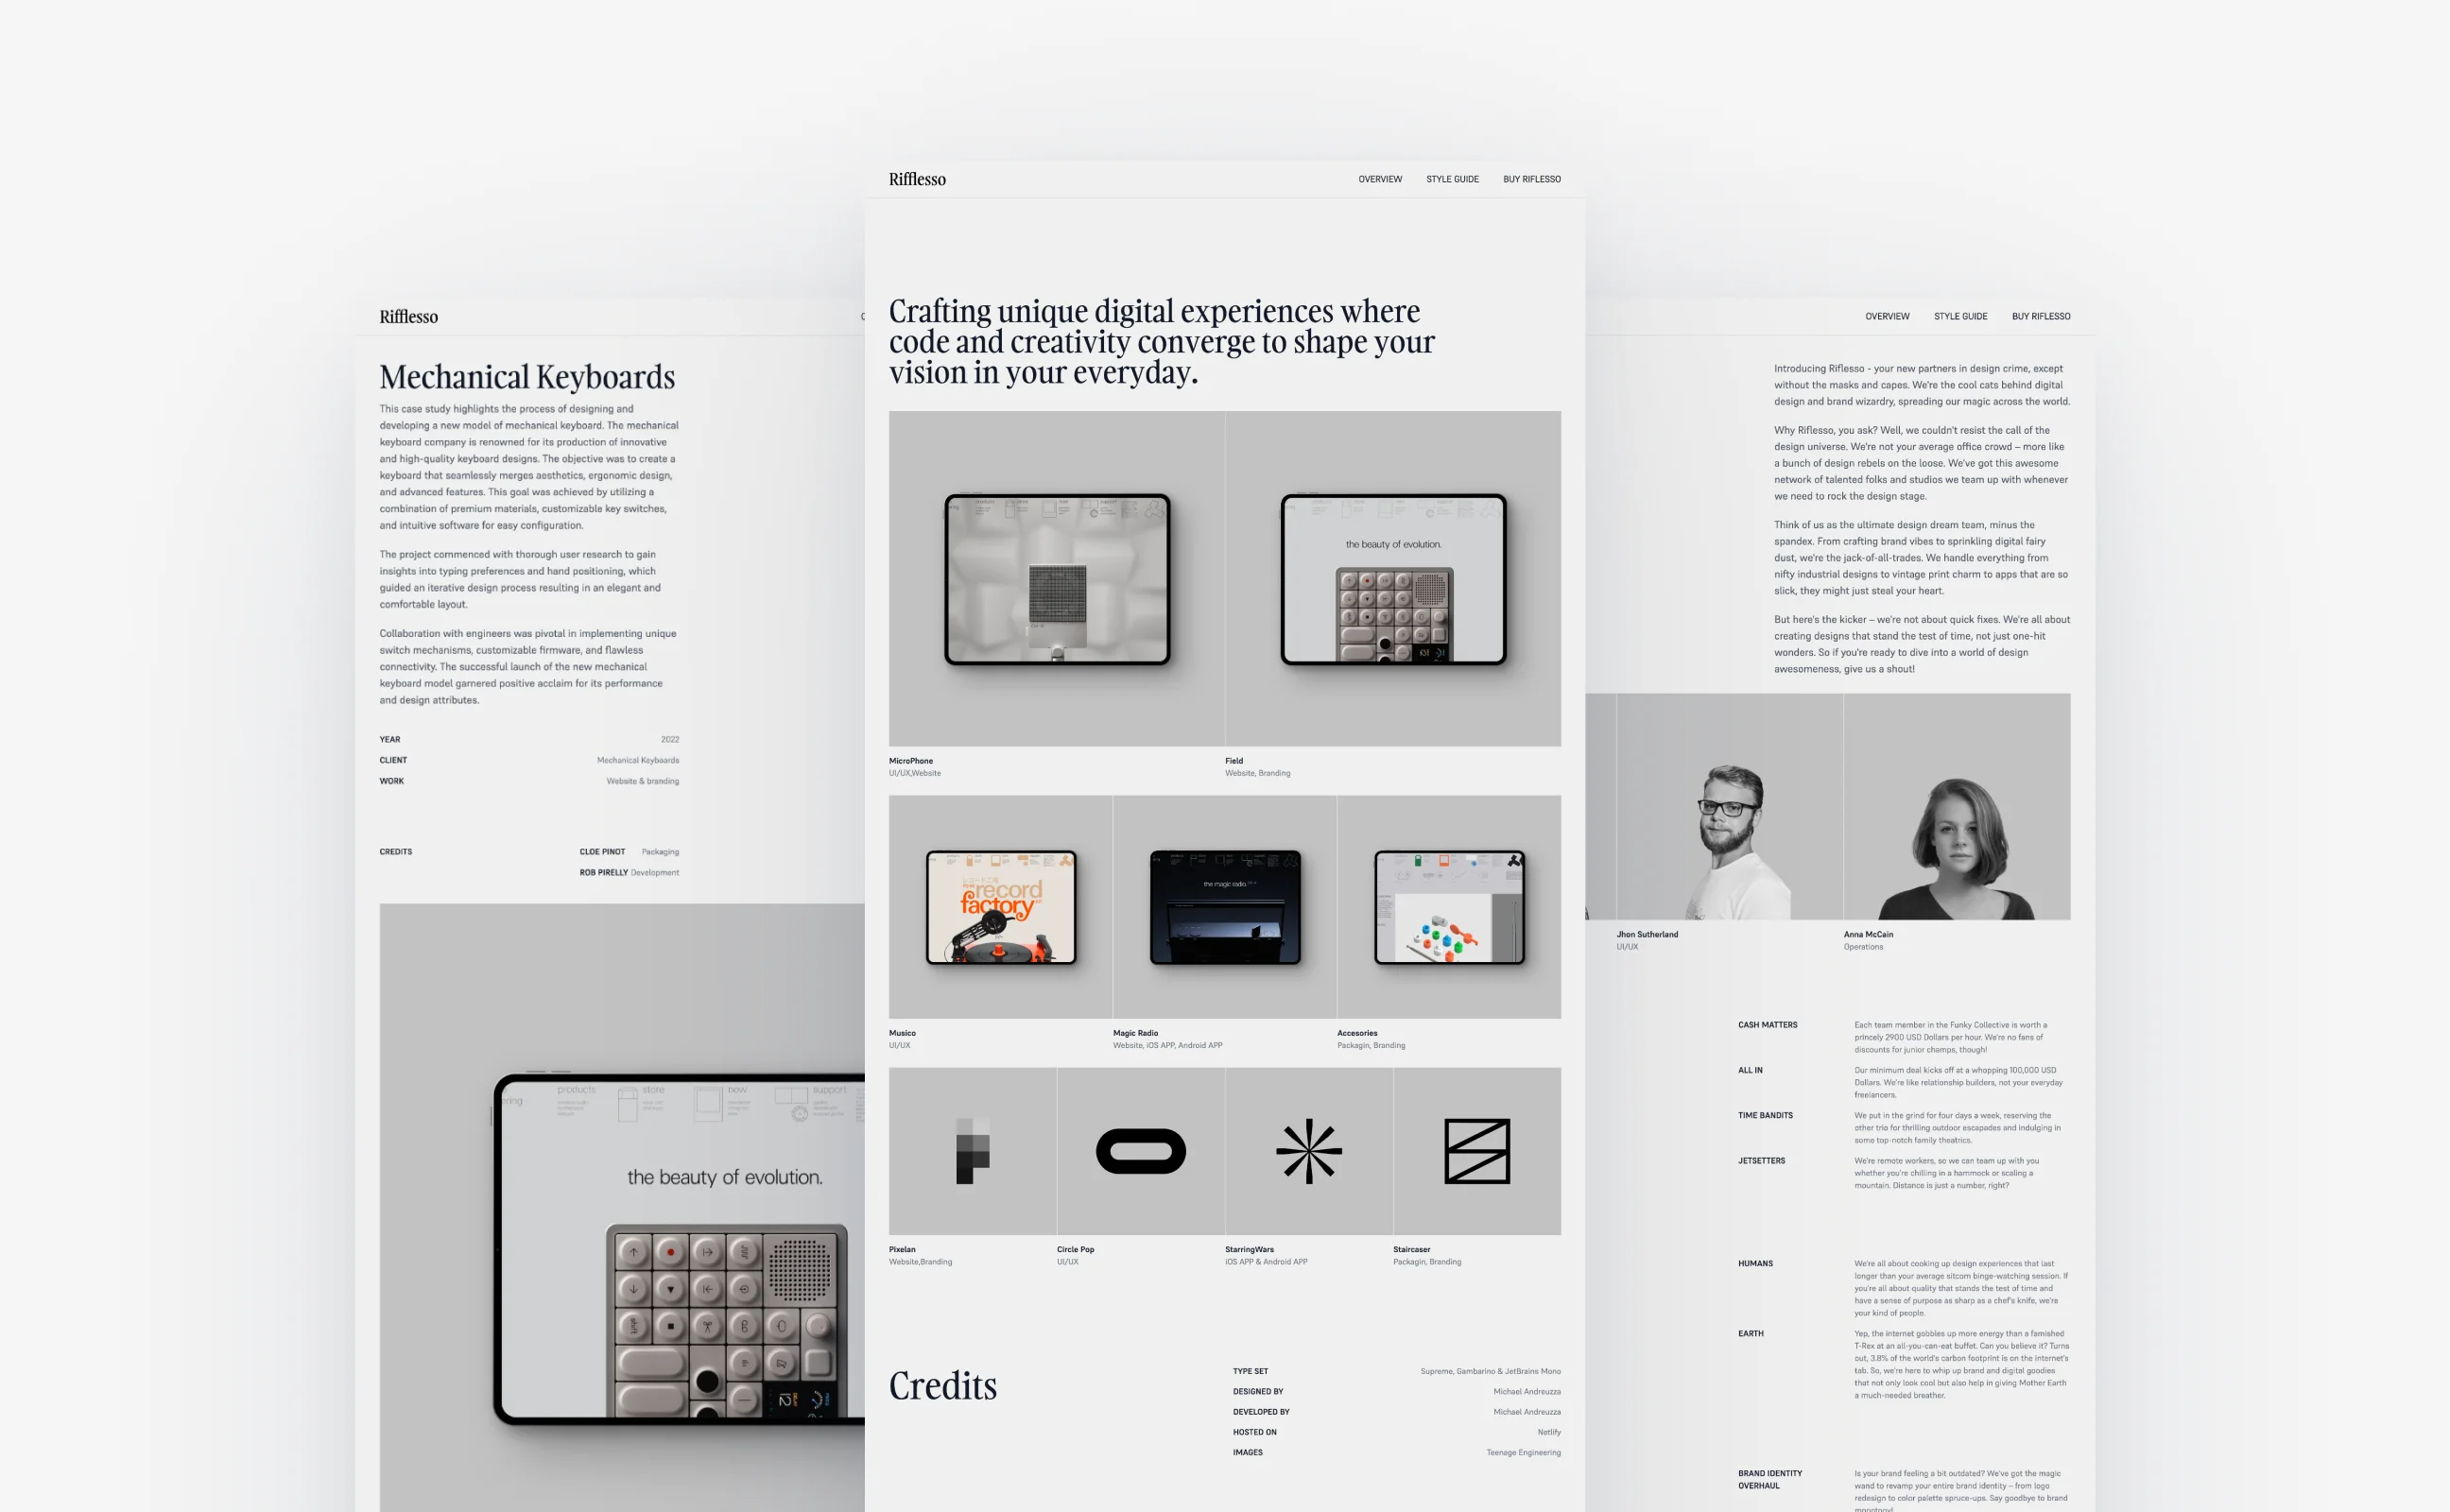 Rifflesso
OVERVIEW STYLE GUIDE BUY RIFLESSO
Crafting unique digital experiences where
code and creativity converge to shape your
vision in your everyday.
the beauty of evolution.
MicroPhone
UI/UX,Website
Field
Website, Branding
record
factory
the magic radio.
Musico
UI/UX
Magic Radio
Website, iOS APP, Android APP
Accesories
Packagin, Branding
Pixelan
Website,Branding
Circle Pop
UI/UX
StarringWars
iOS APP & Android APP
Staircaser
Packagin, Branding
Credits
TYPE SET Supreme, Gambarino & JetBrains Mono
DESIGNED BY Michael Andreuzza
DEVELOPED BY Michael Andreuzza
HOSTED ON Netlify
IMAGES Teenage Engineering
Rifflesso
Mechanical Keyboards
This case study highlights the process of designing and
developing a new model of mechanical keyboard. The mechanical
keyboard company is renowned for its production of innovative
and high-quality keyboard designs. The objective was to create a
keyboard that seamlessly merges aesthetics, ergonomic design,
and advanced features. This goal was achieved by utilizing a
combination of premium materials, customizable key switches,
and intuitive software for easy configuration.
The project commenced with thorough user research to gain
insights into typing preferences and hand positioning, which
guided an iterative design process resulting in an elegant and
comfortable layout.
Collaboration with engineers was pivotal in implementing unique
switch mechanisms, customizable firmware, and flawless
connectivity. The successful launch of the new mechanical
keyboard model garnered positive acclaim for its performance
and design attributes.
YEAR 2022
CLIENT Mechanical Keyboards
WORK Website & branding
CREDITS CLOE PINOT Packaging
ROB PIRELLY Development
products store now support
ering
the beauty of evolution.
shift
OVERVIEW STYLE GUIDE BUY RIFLESSO
Introducing Riflesso - your new partners in design crime, except
without the masks and capes. We're the cool cats behind digital
design and brand wizardry, spreading our magic across the world.
Why Riflesso, you ask? Well, we couldn't resist the call of the
design universe. We're not your average office crowd – more like
a bunch of design rebels on the loose. We've got this awesome
network of talented folks and studios we team up with whenever
we need to rock the design stage.
Think of us as the ultimate design dream team, minus the
spandex. From crafting brand vibes to sprinkling digital fairy
dust, we're the jack-of-all-trades. We handle everything from
nifty industrial designs to vintage print charm to apps that are so
slick, they might just steal your heart.
But here's the kicker – we're not about quick fixes. We're all about
creating designs that stand the test of time, not just one-hit
wonders. So if you're ready to dive into a world of design
awesomeness, give us a shout!
Jhon Sutherland
UI/UX
Anna McCain
Operations
CASH MATTERS
Each team member in the Funky Collective is worth a
princely 2900 USD Dollars per hour. We're no fans of
discounts for junior champs, though!
ALL IN
Our minimum deal kicks off at a whopping 100,000 USD
Dollars. We're like relationship builders, not your everyday
freelancers.
TIME BANDITS
We put in the grind for four days a week, reserving the
other trio for thrilling outdoor escapades and indulging in
some top-notch family theatrics.
JETSETTERS
We're remote workers, so we can team up with you
whether you're chilling in a hammock or scaling a
mountain. Distance is just a number, right?
HUMANS
We're all about cooking up design experiences that last
longer than your average sitcom binge-watching session. If
you're all about quality that stands the test of time and
have a sense of purpose as sharp as a chef's knife, we're
your kind of people.
EARTH
Yep, the internet gobbles up more energy than a famished
T-Rex at an all-you-can-eat buffet. Can you believe it? Turns
out, 3.8% of the world's carbon footprint is on the internet's
tab. So, we're here to whip up brand and digital goodies
that not only look cool but also help in giving Mother Earth
a much-needed breather.
BRAND IDENTITY
OVERHAUL
Is your brand feeling a bit outdated? We've got the magic
wand to revamp your entire brand identity – from logo
redesign to color palette spruce-ups. Say goodbye to brand
monotony!